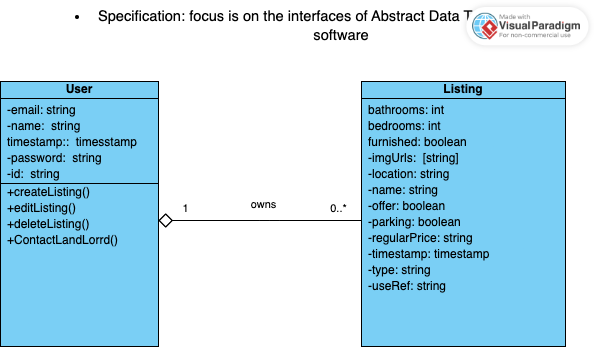 • Specification: focus is on the interfaces of Abstract Data
software
Made with
VisualParadigm
For non-commercial use
User
-email: string
-name: string
timestamp:: timesstamp
-password: string
-id: string
+createListing()
+editListing()
+deleteListing()
+ContactLandLorrd()
1
owns
0..*
Listing
bathrooms: int
bedrooms: int
furnished: boolean
-imgUrls: [string]
-location: string
-name: string
-offer: boolean
-parking: boolean
-regularPrice: string
-timestamp: timestamp
-type: string
-useRef: string